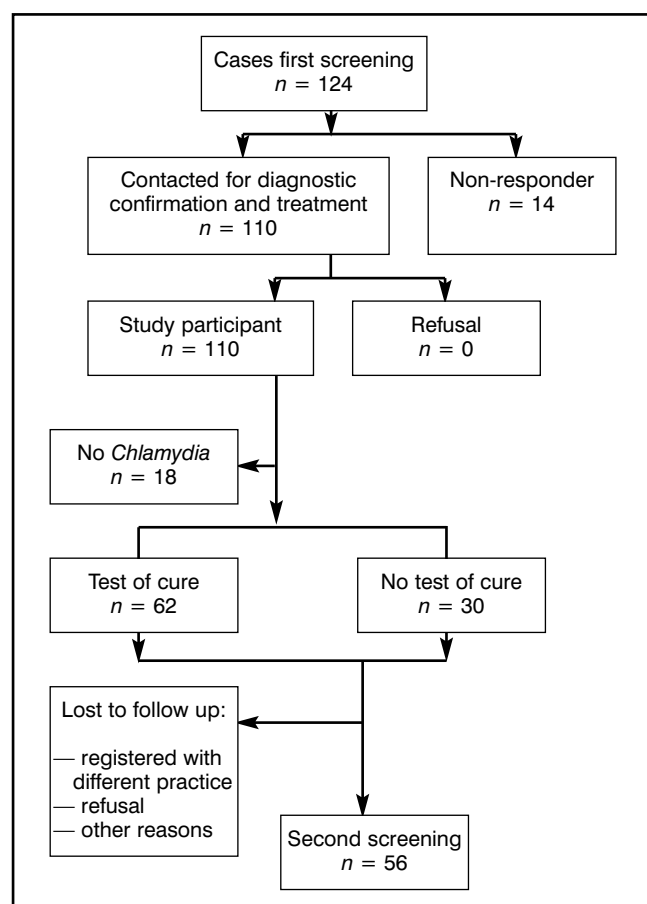 Cases first screening
n = 124
Contacted for diagnostic
confirmation and treatment
n = 110
Non-responder
n = 14
Study participant
n = 110
Refusal
n = 0
No Chlamydia
n = 18
Test of cure
n = 62
No test of cure
n = 30
Lost to follow up:
— registered with
different practice
— refusal
— other reasons
Second screening
n = 56